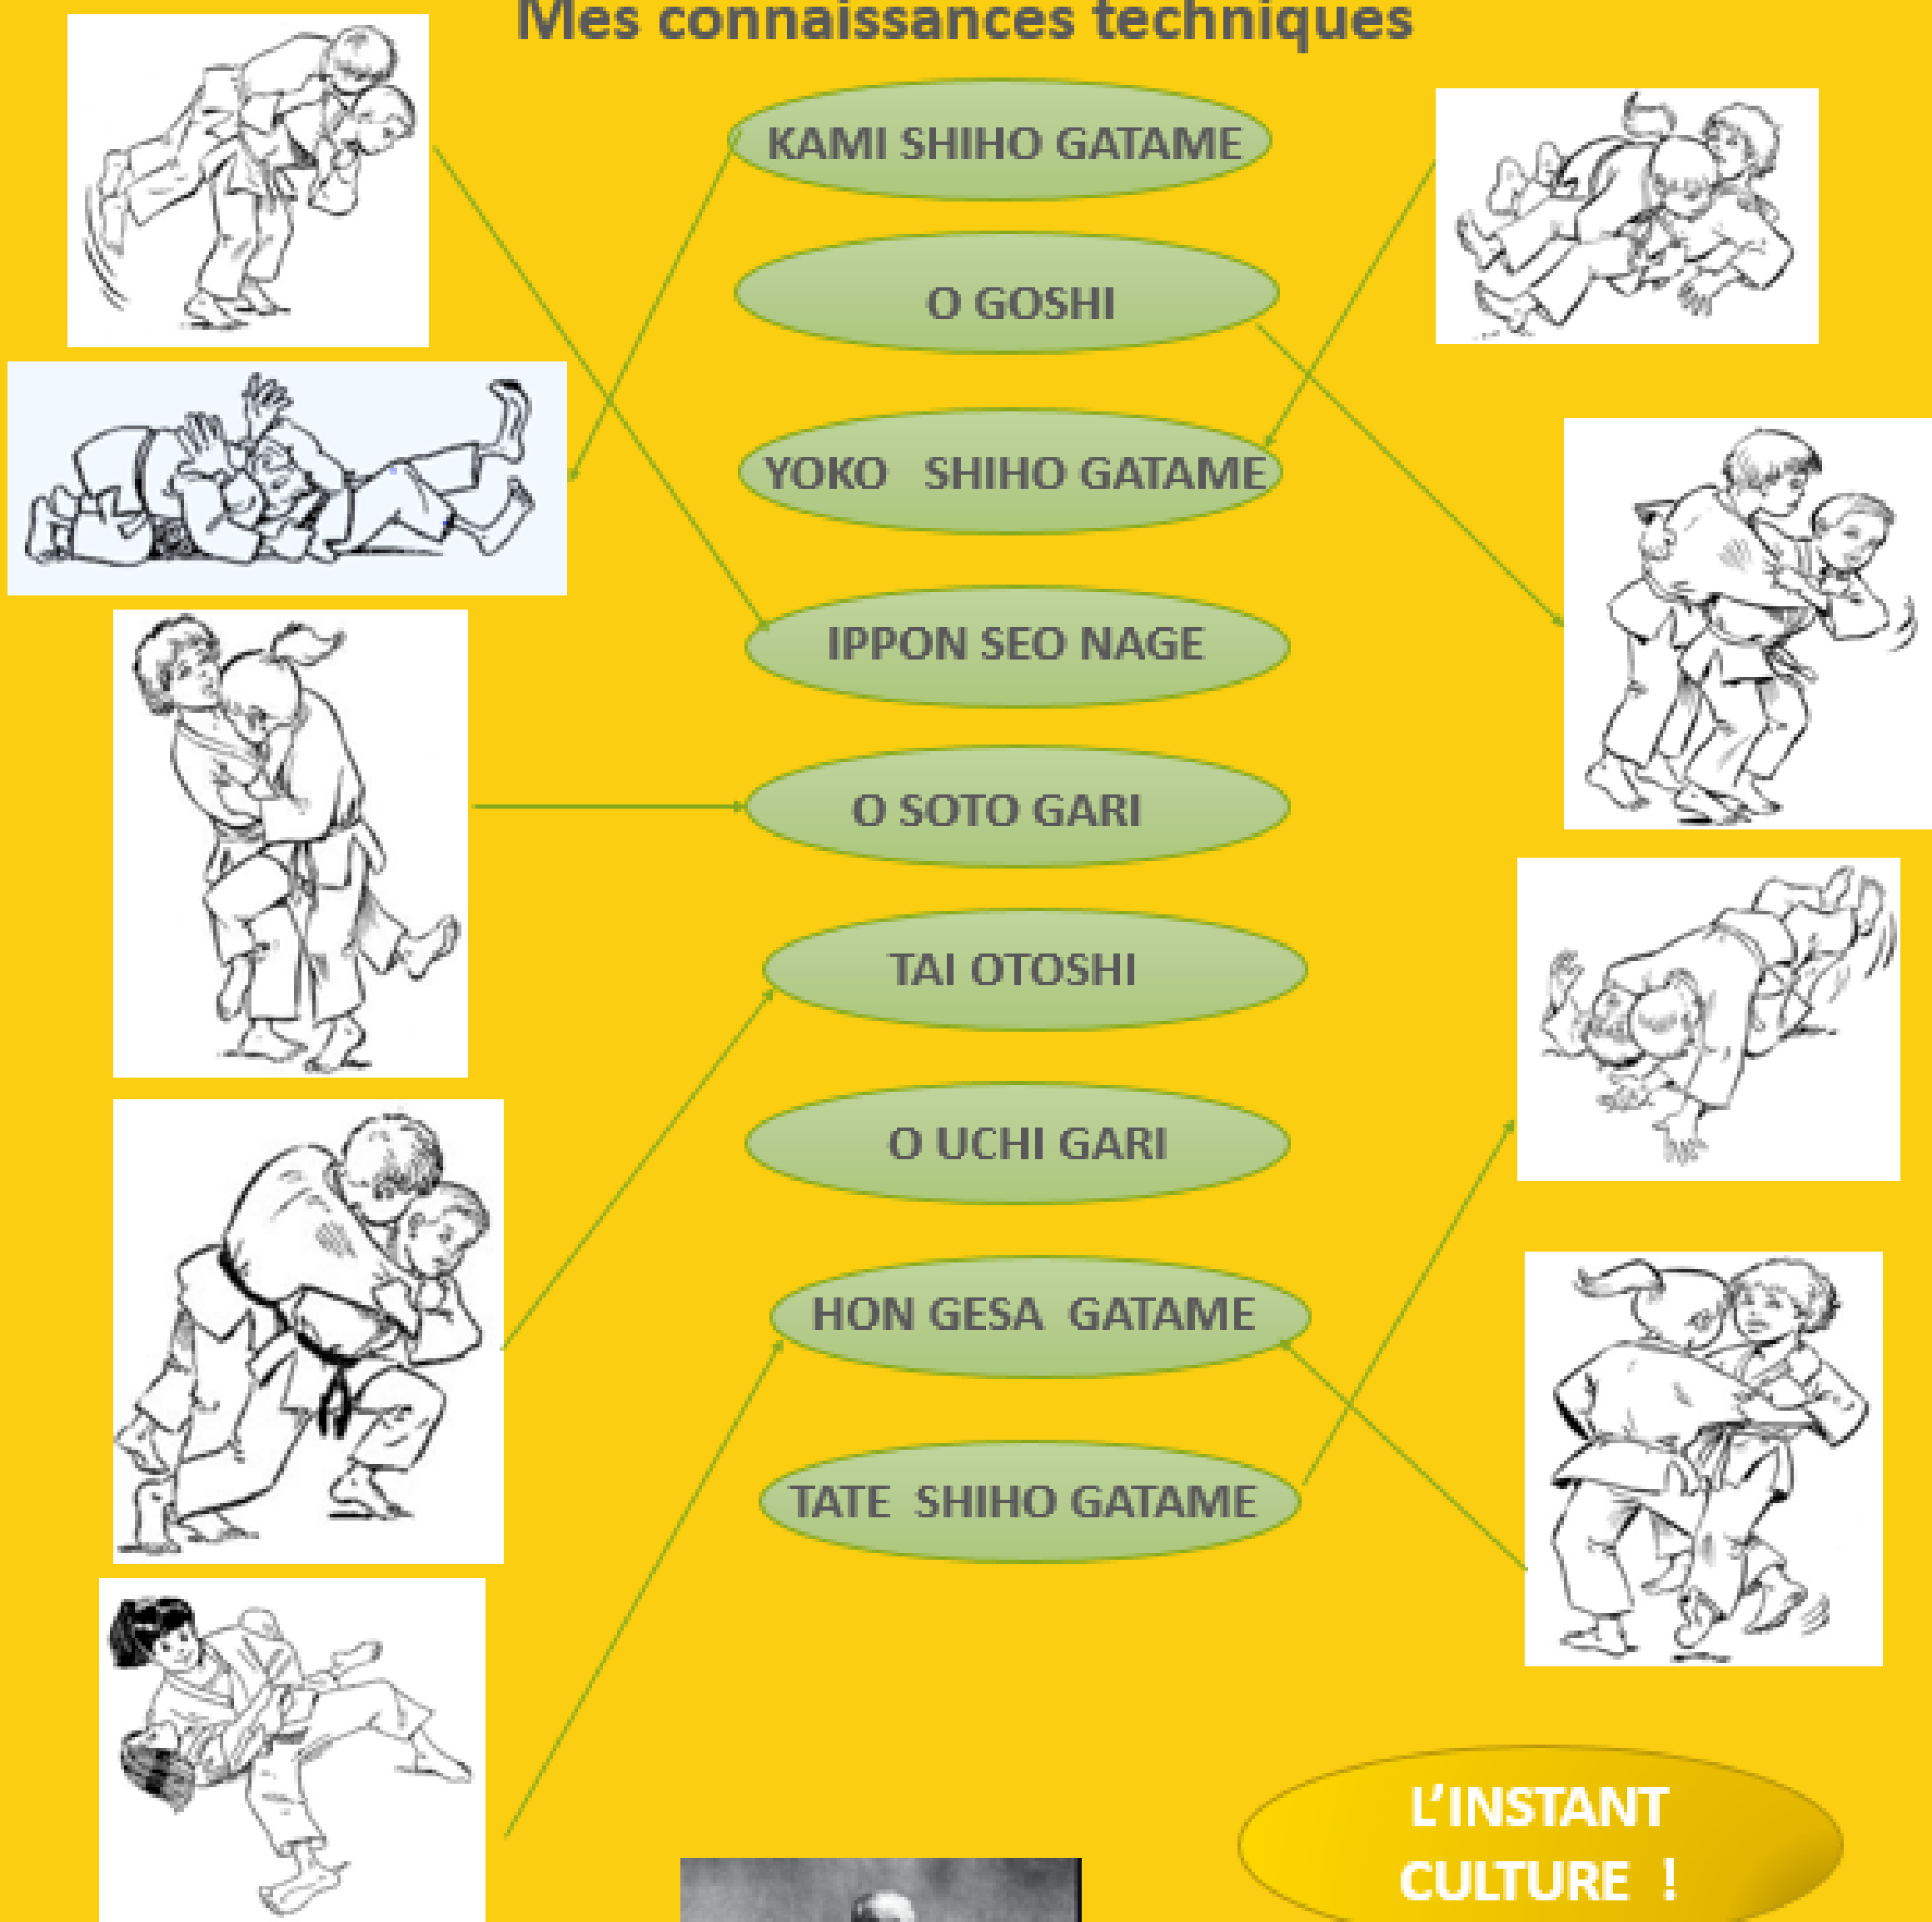 Mes connaissances techniques
KAMI SHIHO GATAME
O GOSHI
YOKO SHIHO GATAME
IPPON SEO NAGE
O SOTO GARI
TAI OTOSHI
O UCHI GARI
HON GESA GATAME
TATE SHIHO GATAME
L'INSTANT
CULTURE !